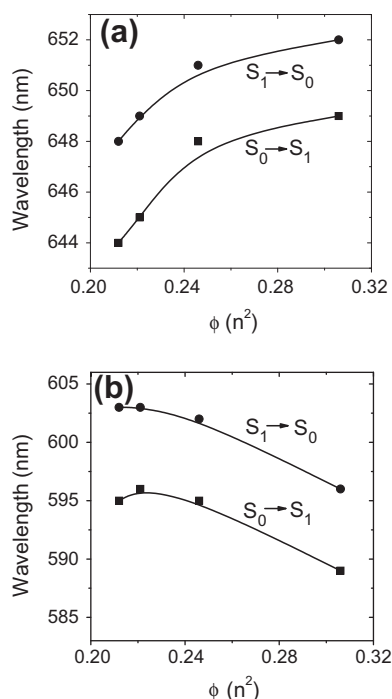 (a)
652
650
648
646
644
S₁→S₀
S₀→S₁
Wavelength (nm)
0.20 0.24 0.28 0.32
ϕ (n²)
(b)
605
600
595
590
585
S₁→S₀
S₀→S₁
Wavelength (nm)
0.20 0.24 0.28 0.32
ϕ (n²)